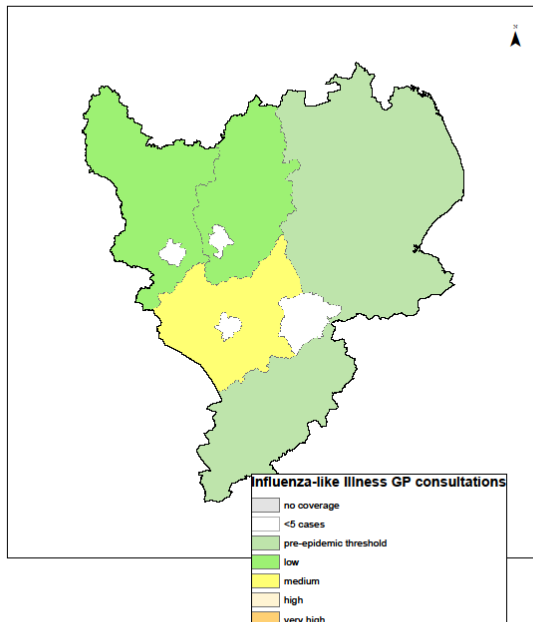 Influenza-like Illness GP consultations
no coverage
<5 cases
pre-epidemic threshold
low
medium
high
very high